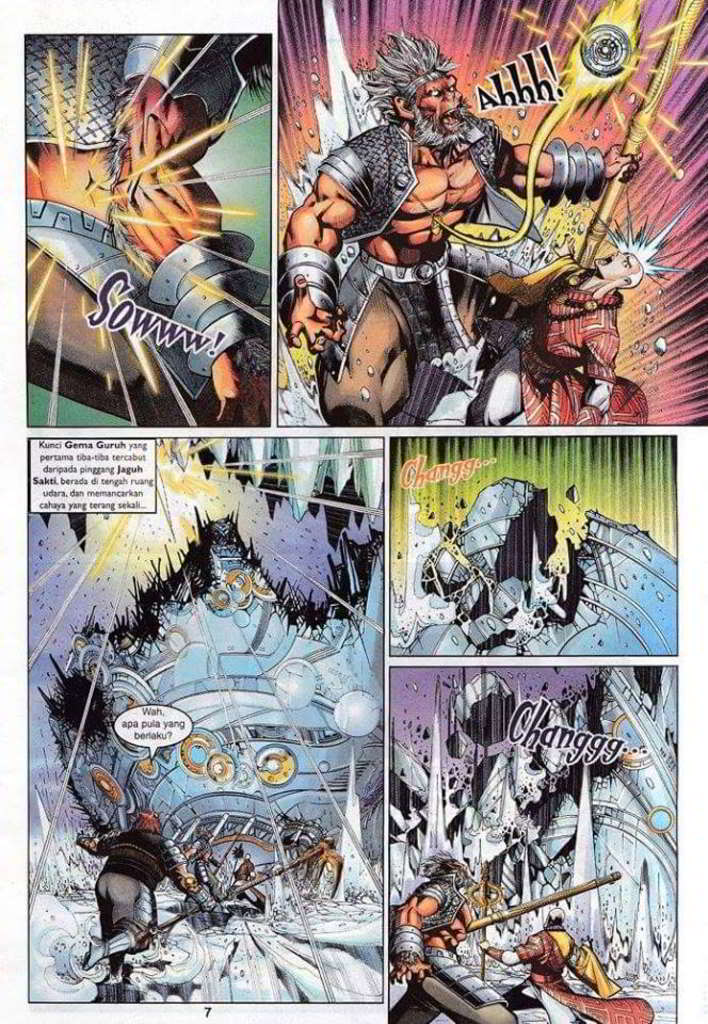 Sowww!
Ahhh!
Kunci Gema Guruh yang
pertama tiba-tiba tercabut
daripada pinggang Jaguh
Sakti, berada di tengah ruang
udara, dan memancarkan
cahaya yang terang sekali...
Wah,
apa pula yang
berlaku?
Changg...
Changgg...
7